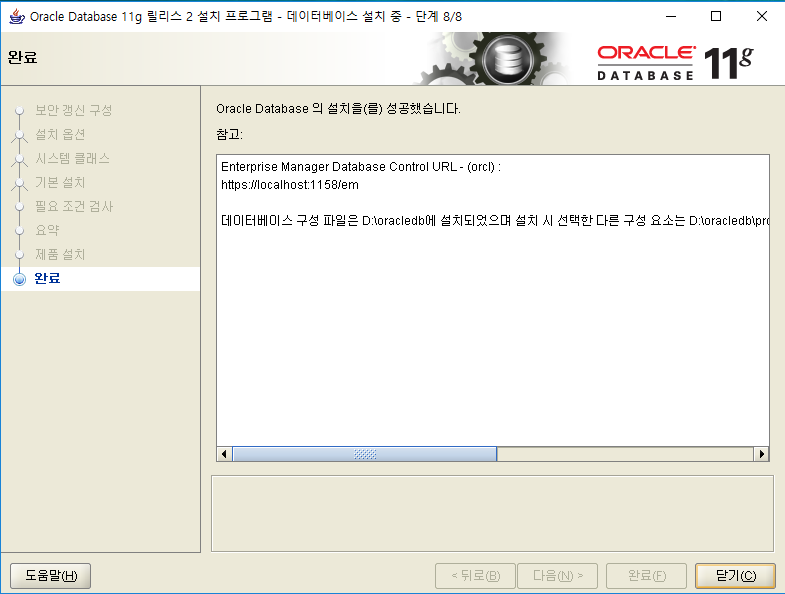 Oracle Database 11g 릴리스 2 설치 프로그램 - 데이터베이스 설치 중 - 단계 8/8
완료
ORACLE
DATABASE 11g
보안 갱신 구성
설치 옵션
시스템 클래스
기본 설치
필요 조건 검사
요약
제품 설치
완료
Oracle Database 의 설치을(를) 성공했습니다.
참고:
Enterprise Manager Database Control URL - (orcl) :
https://localhost:1158/em
데이터베이스 구성 파일은 D:\oracledb에 설치되었으며 설치 시 선택한 다른 구성 요소는 D:\oracledb\pro
도움말(H)
< 뒤로(B)
다음(N) >
완료(F)
닫기(C)